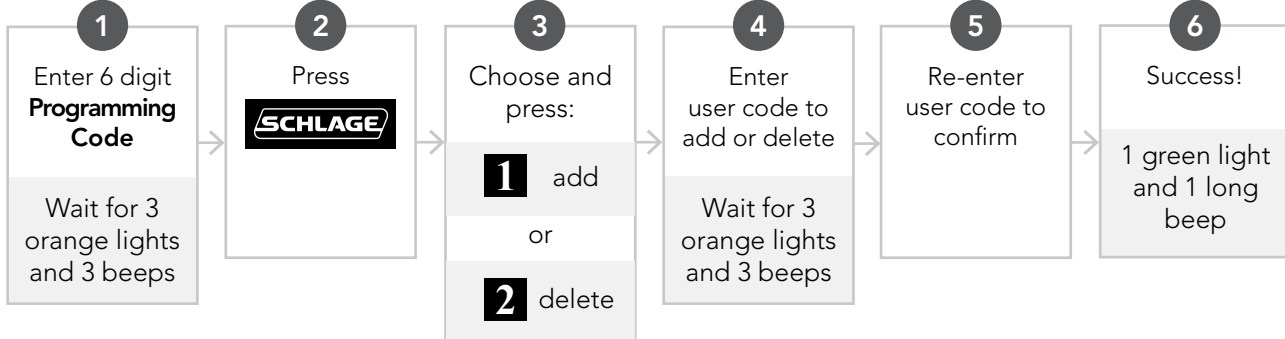 1
Enter 6 digit
Programming
Code
Wait for 3
orange lights
and 3 beeps
2
Press
SCHLAGE
3
Choose and
press:
1 add
or
2 delete
4
Enter
user code to
add or delete
Wait for 3
orange lights
and 3 beeps
5
Re-enter
user code to
confirm
6
Success!
1 green light
and 1 long
beep